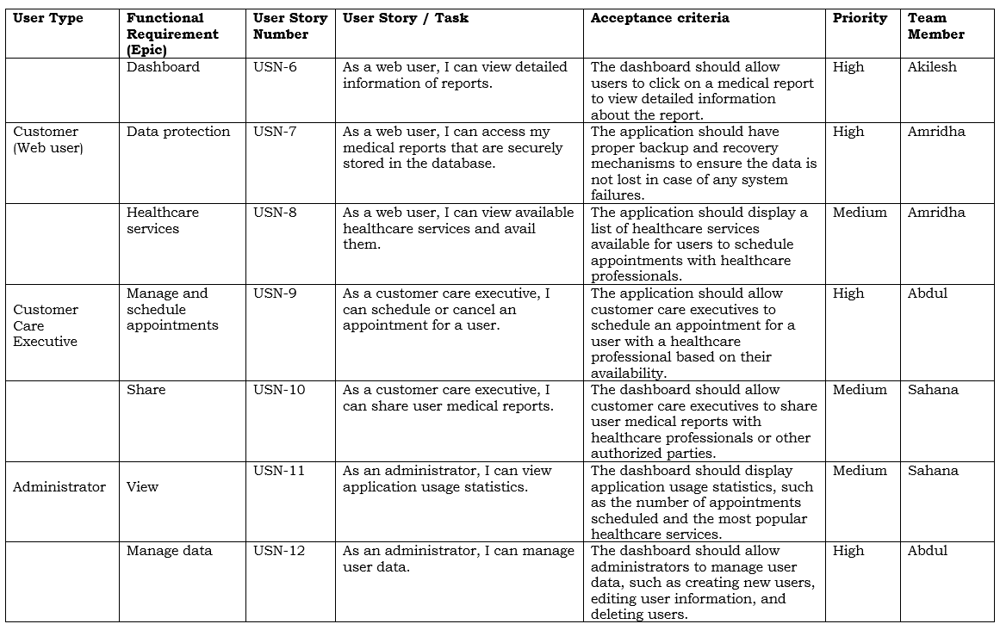 User Type
Functional
Requirement
(Epic)
User Story
Number
User Story / Task
Acceptance criteria
Priority
Team
Member
Dashboard
USN-6
As a web user, I can view detailed
information of reports.
The dashboard should allow
users to click on a medical report
to view detailed information
about the report.
High
Akilesh
Customer
(Web user)
Data protection
USN-7
As a web user, I can access my
medical reports that are securely
stored in the database.
The application should have
proper backup and recovery
mechanisms to ensure the data is
not lost in case of any system
failures.
High
Amridha
Healthcare
services
USN-8
As a web user, I can view available
healthcare services and avail
them.
The application should display a
list of healthcare services
available for users to schedule
appointments with healthcare
professionals.
Medium
Amridha
Customer
Care
Executive
Manage and
schedule
appointments
USN-9
As a customer care executive, I
can schedule or cancel an
appointment for a user.
The application should allow
customer care executives to
schedule an appointment for a
user with a healthcare
professional based on their
availability.
High
Abdul
Share
USN-10
As a customer care executive, I
can share user medical reports.
The dashboard should allow
customer care executives to share
user medical reports with
healthcare professionals or other
authorized parties.
Medium
Sahana
Administrator
View
USN-11
As an administrator, I can view
application usage statistics.
The dashboard should display
application usage statistics, such
as the number of appointments
scheduled and the most popular
healthcare services.
Medium
Sahana
Manage data
USN-12
As an administrator, I can manage
user data.
The dashboard should allow
administrators to manage user
data, such as creating new users,
editing user information, and
deleting users.
High
Abdul